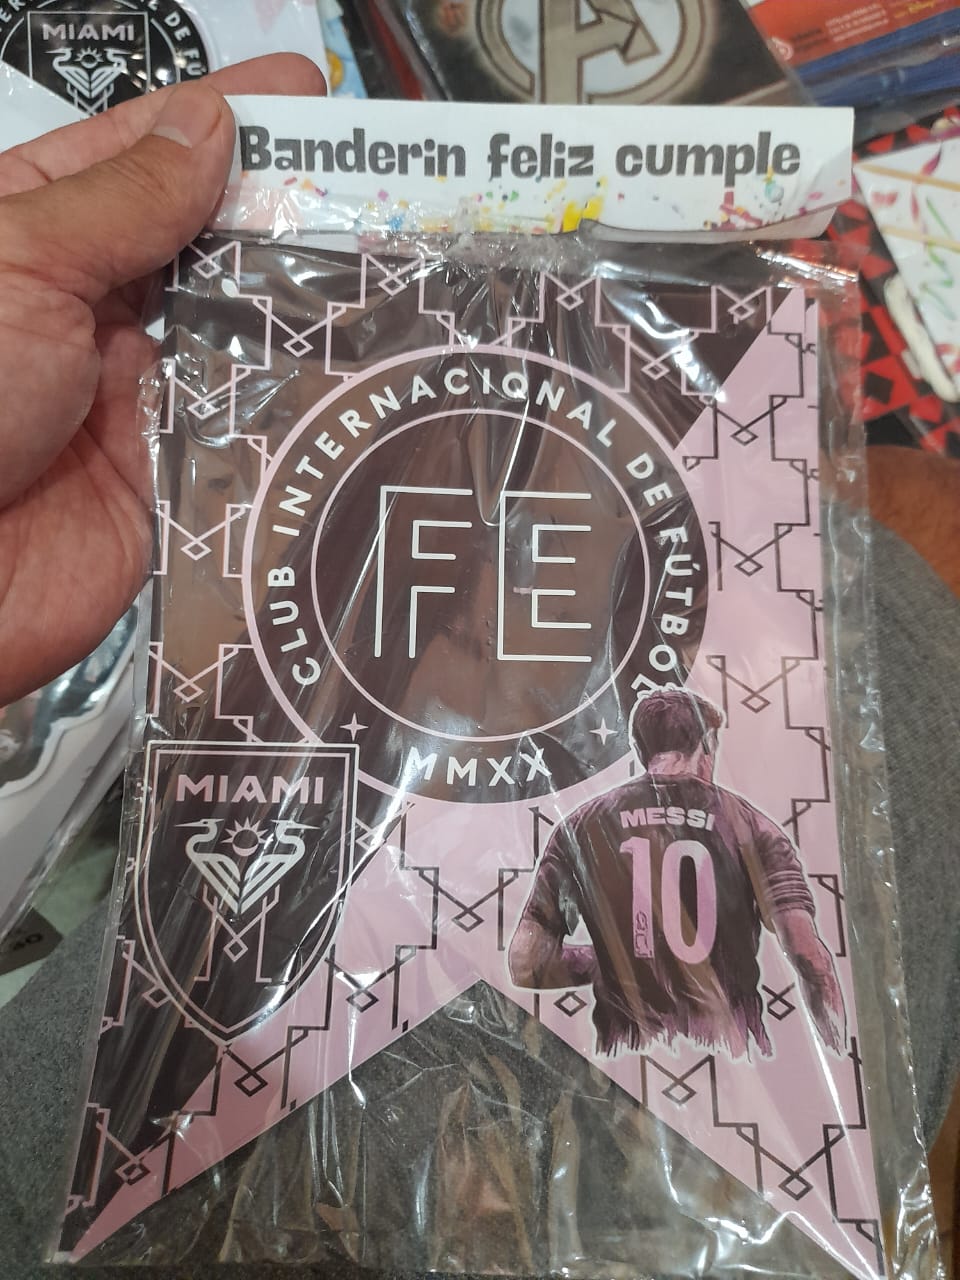 MIAMI
Banderin feliz cumple
CLUB INTERNACIONAL DE FÚTBOL
FE
MMXX
MIAMI
MESSI
10